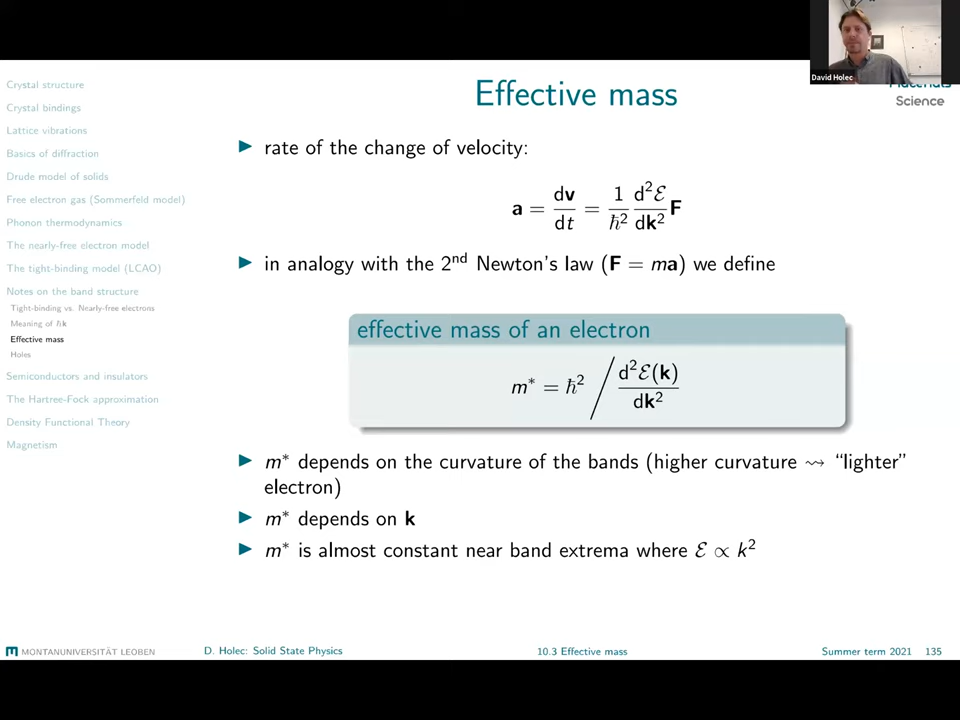 David Holec
Materials
Science
Effective mass
Crystal structure
Crystal bindings
Lattice vibrations
Basics of diffraction
Drude model of solids
Free electron gas (Sommerfeld model)
Phonon thermodynamics
The nearly-free electron model
The tight-binding model (LCAO)
Notes on the band structure
Tight-binding vs. Nearly-free electrons
Meaning of ℏk
Effective mass
Holes
Semiconductors and insulators
The Hartree-Fock approximation
Density Functional Theory
Magnetism
▶ rate of the change of velocity:
a = dv/dt = 1/ℏ² d²ℰ/dk² F
▶ in analogy with the 2nd Newton's law (F = ma) we define
effective mass of an electron
m* = ℏ² / d²ℰ(k)/dk²
▶ m* depends on the curvature of the bands (higher curvature ⇝ “lighter”
electron)
▶ m* depends on k
▶ m* is almost constant near band extrema where ℰ ∝ k²
MONTANUNIVERSITÄT LEOBEN
D. Holec: Solid State Physics
10.3 Effective mass
Summer term 2021 135